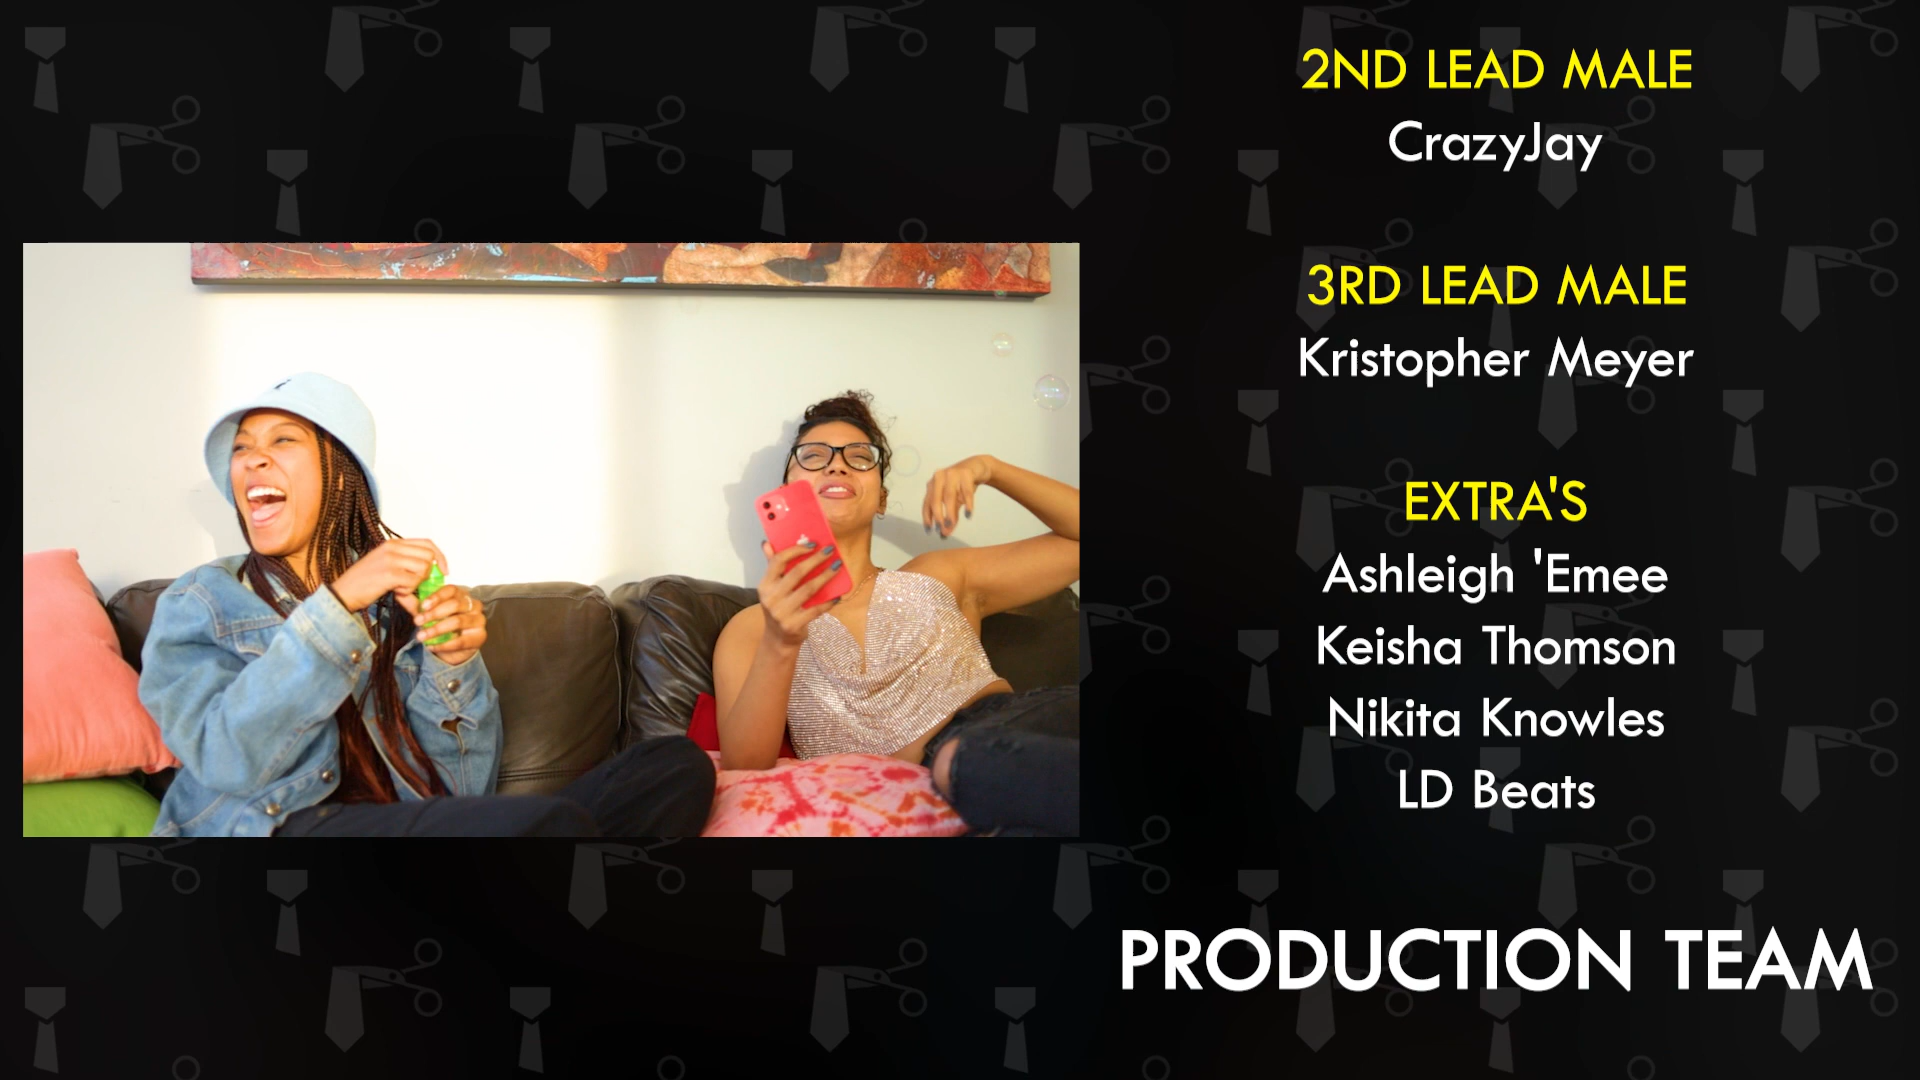 2ND LEAD MALE
CrazyJay
3RD LEAD MALE
Kristopher Meyer
EXTRA'S
Ashleigh 'Emee
Keisha Thomson
Nikita Knowles
LD Beats
PRODUCTION TEAM